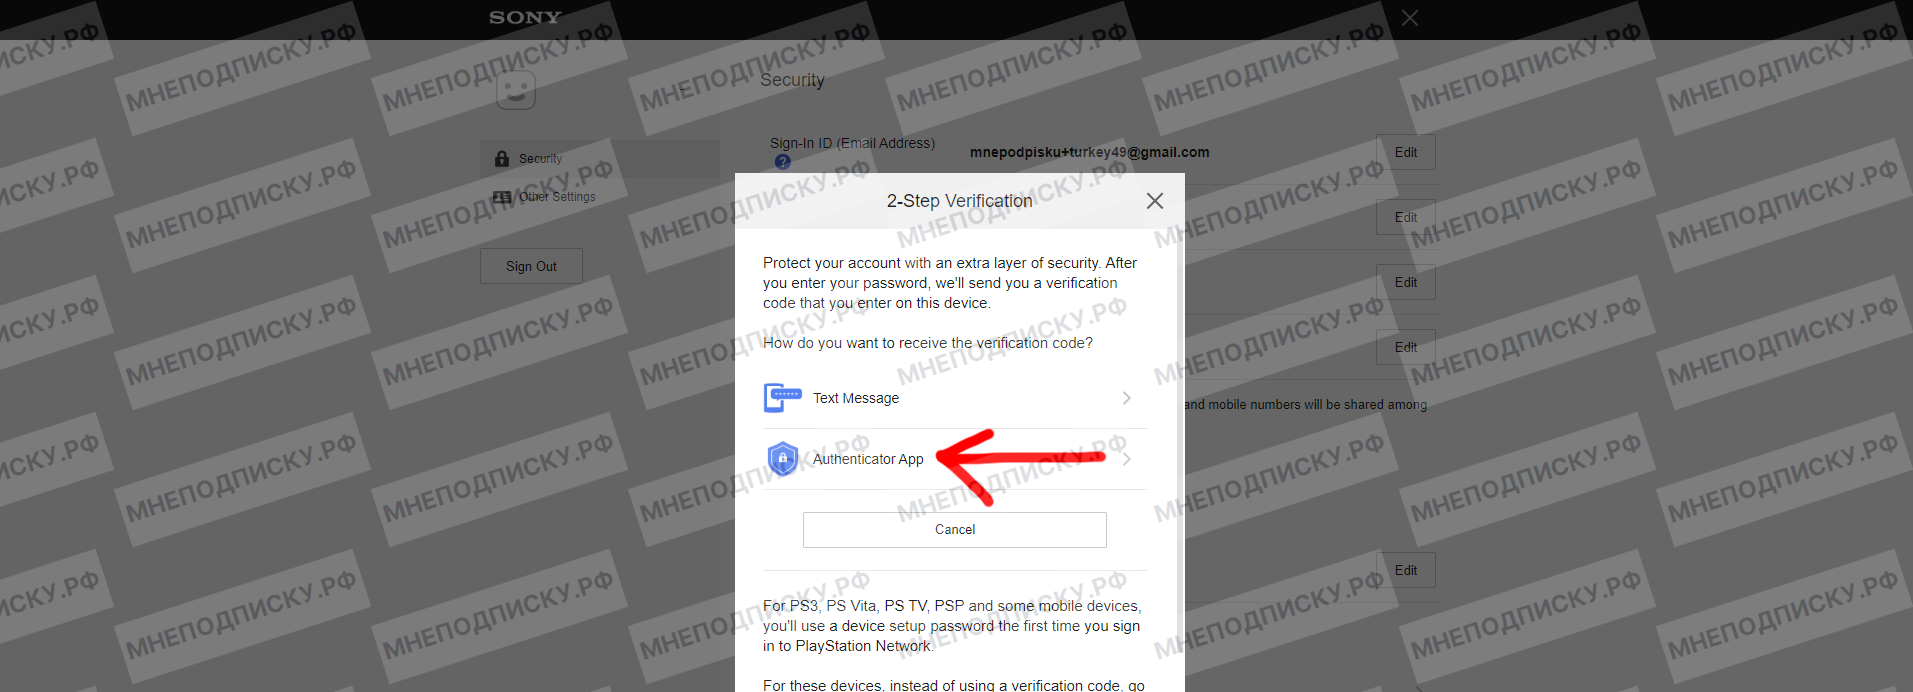 SONY
Security
Sign-In ID (Email Address)
mnepodpisku+turkey49@gmail.com
Edit
Security
Other Settings
Sign Out
Edit
Edit
Edit
and mobile numbers will be shared among
Edit
2-Step Verification
Protect your account with an extra layer of security. After
you enter your password, we'll send you a verification
code that you enter on this device.
How do you want to receive the verification code?
Text Message
Authenticator App
Cancel
For PS3, PS Vita, PS TV, PSP and some mobile devices,
you'll use a device setup password the first time you sign
in to PlayStation Network.
For these devices, instead of using a verification code, go
МНЕПОДПИСКУ.РФ